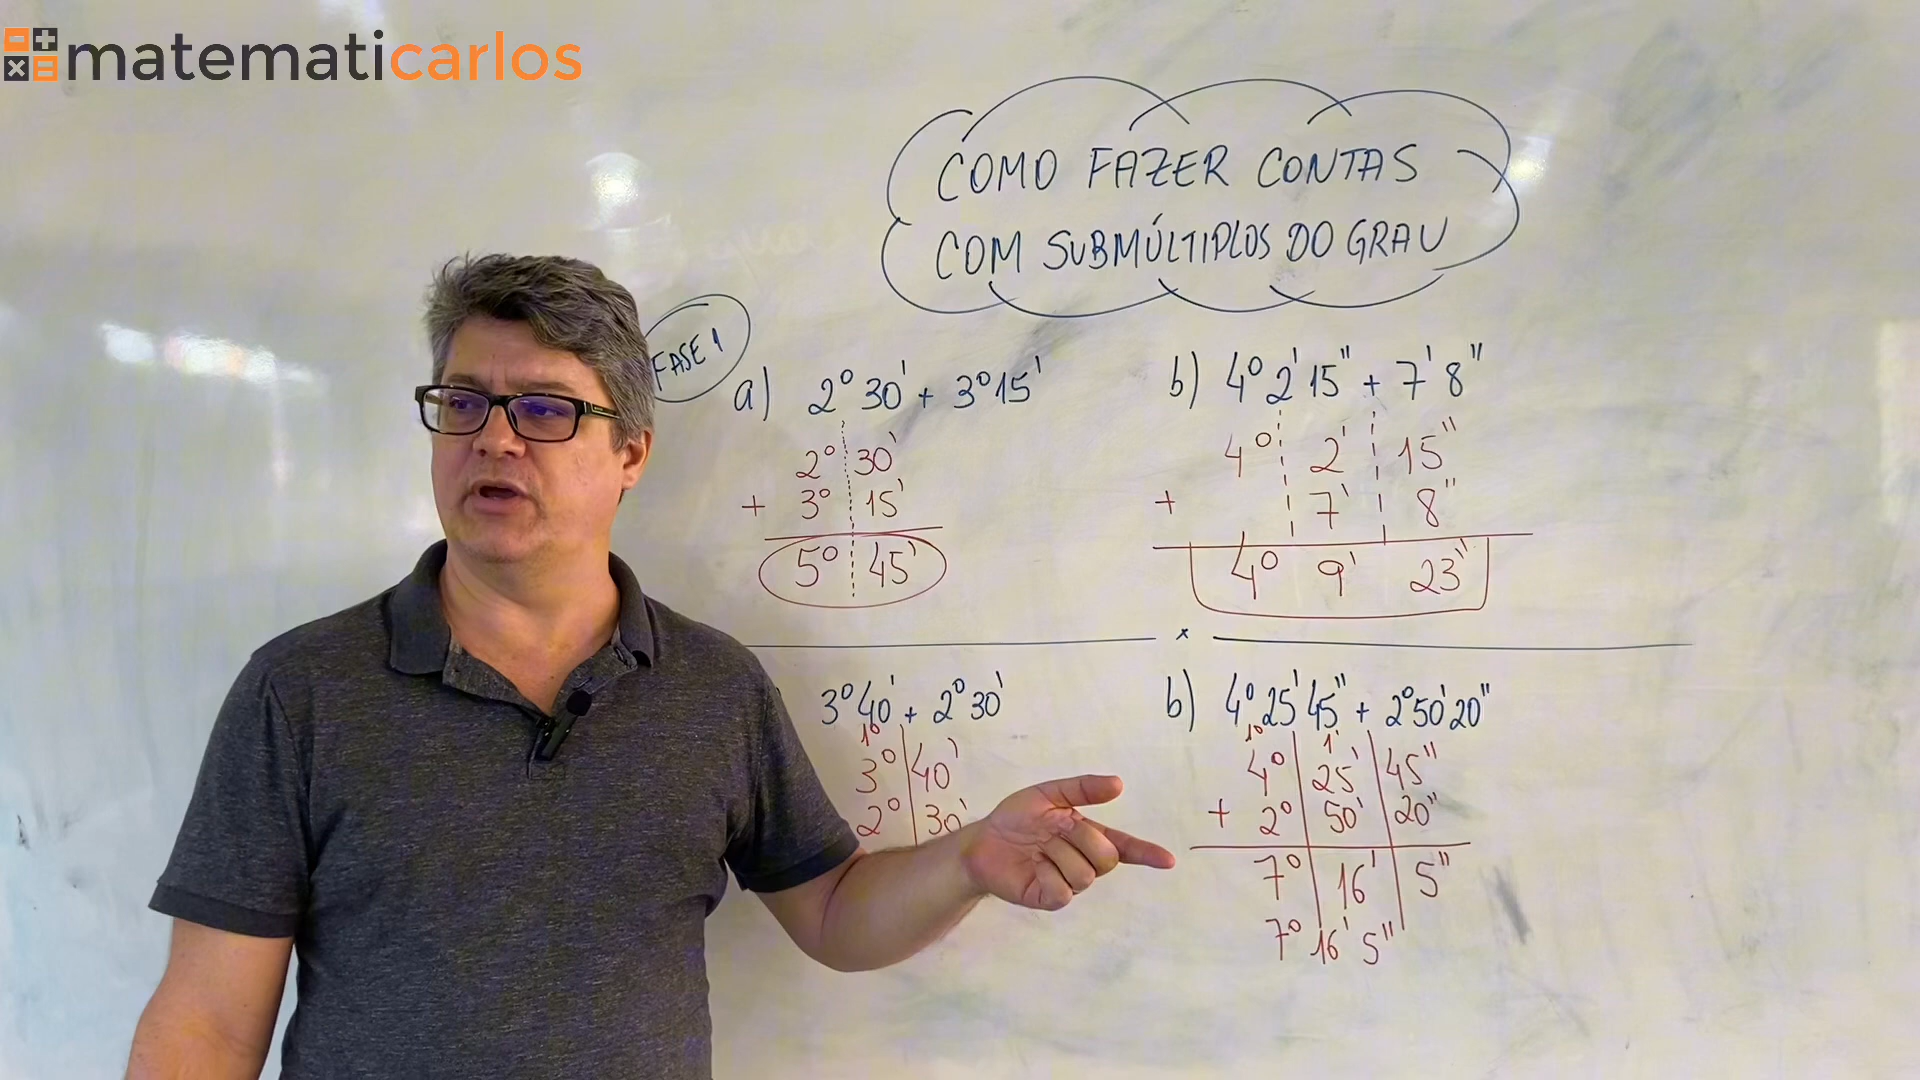 matematicarlos
COMO FAZER CONTAS
COM SUBMÚLTIPLOS DO GRAU
FASE 1
a) 2° 30' + 3° 15'
2° 30'
+ 3° 15'
5° 45'
b) 4° 2' 15" + 7' 8"
4° 2' 15"
+ 7' 8"
4° 9' 23"
x
3° 40' + 2° 30'
1°
3° 40'
2° 30'
b) 4° 25' 45" + 2° 50' 20"
1° 1'
4° 25' 45"
+ 2° 50' 20"
7° 16' 5"
7° 16' 5"